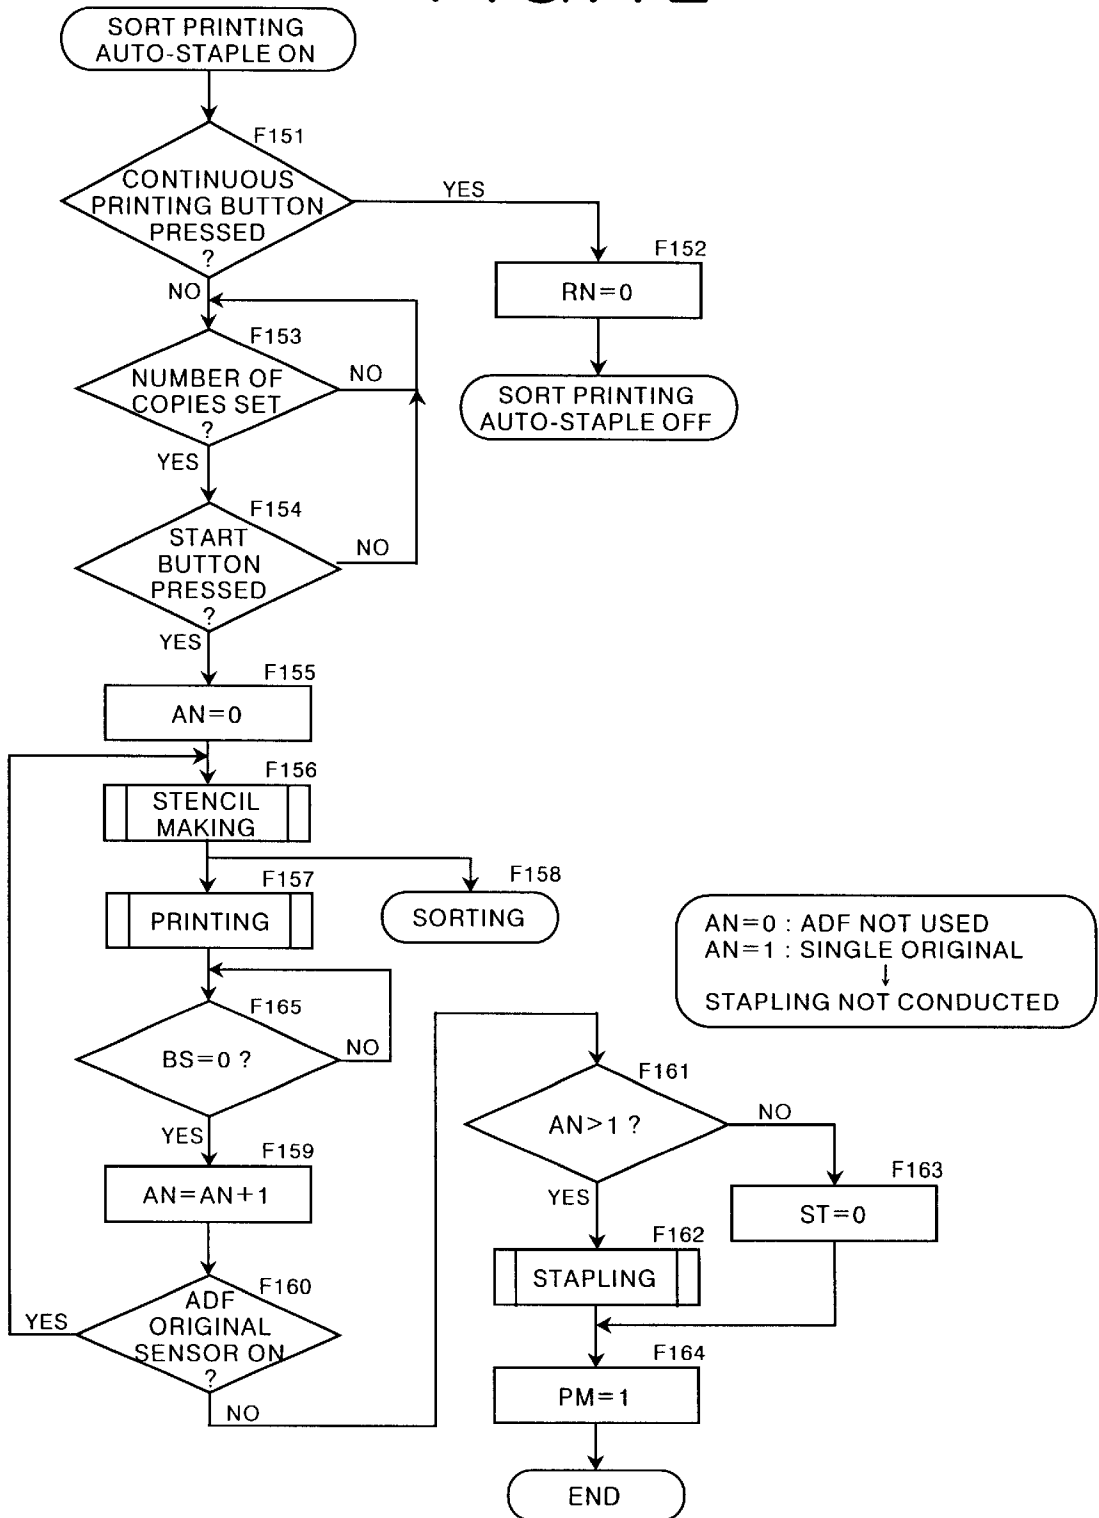 SORT PRINTING
AUTO-STAPLE ON
F151
CONTINUOUS
PRINTING BUTTON
PRESSED
?
YES
NO
F152
RN=0
SORT PRINTING
AUTO-STAPLE OFF
F153
NUMBER OF
COPIES SET
?
NO
YES
F154
START
BUTTON
PRESSED
?
NO
YES
F155
AN=0
F156
STENCIL
MAKING
F157
PRINTING
F158
SORTING
AN=0 : ADF NOT USED
AN=1 : SINGLE ORIGINAL
↓
STAPLING NOT CONDUCTED
F165
BS=0 ?
NO
YES
F159
AN=AN+1
F160
ADF
ORIGINAL
SENSOR ON
?
YES
NO
F161
AN>1 ?
NO
YES
F163
ST=0
F162
STAPLING
F164
PM=1
END